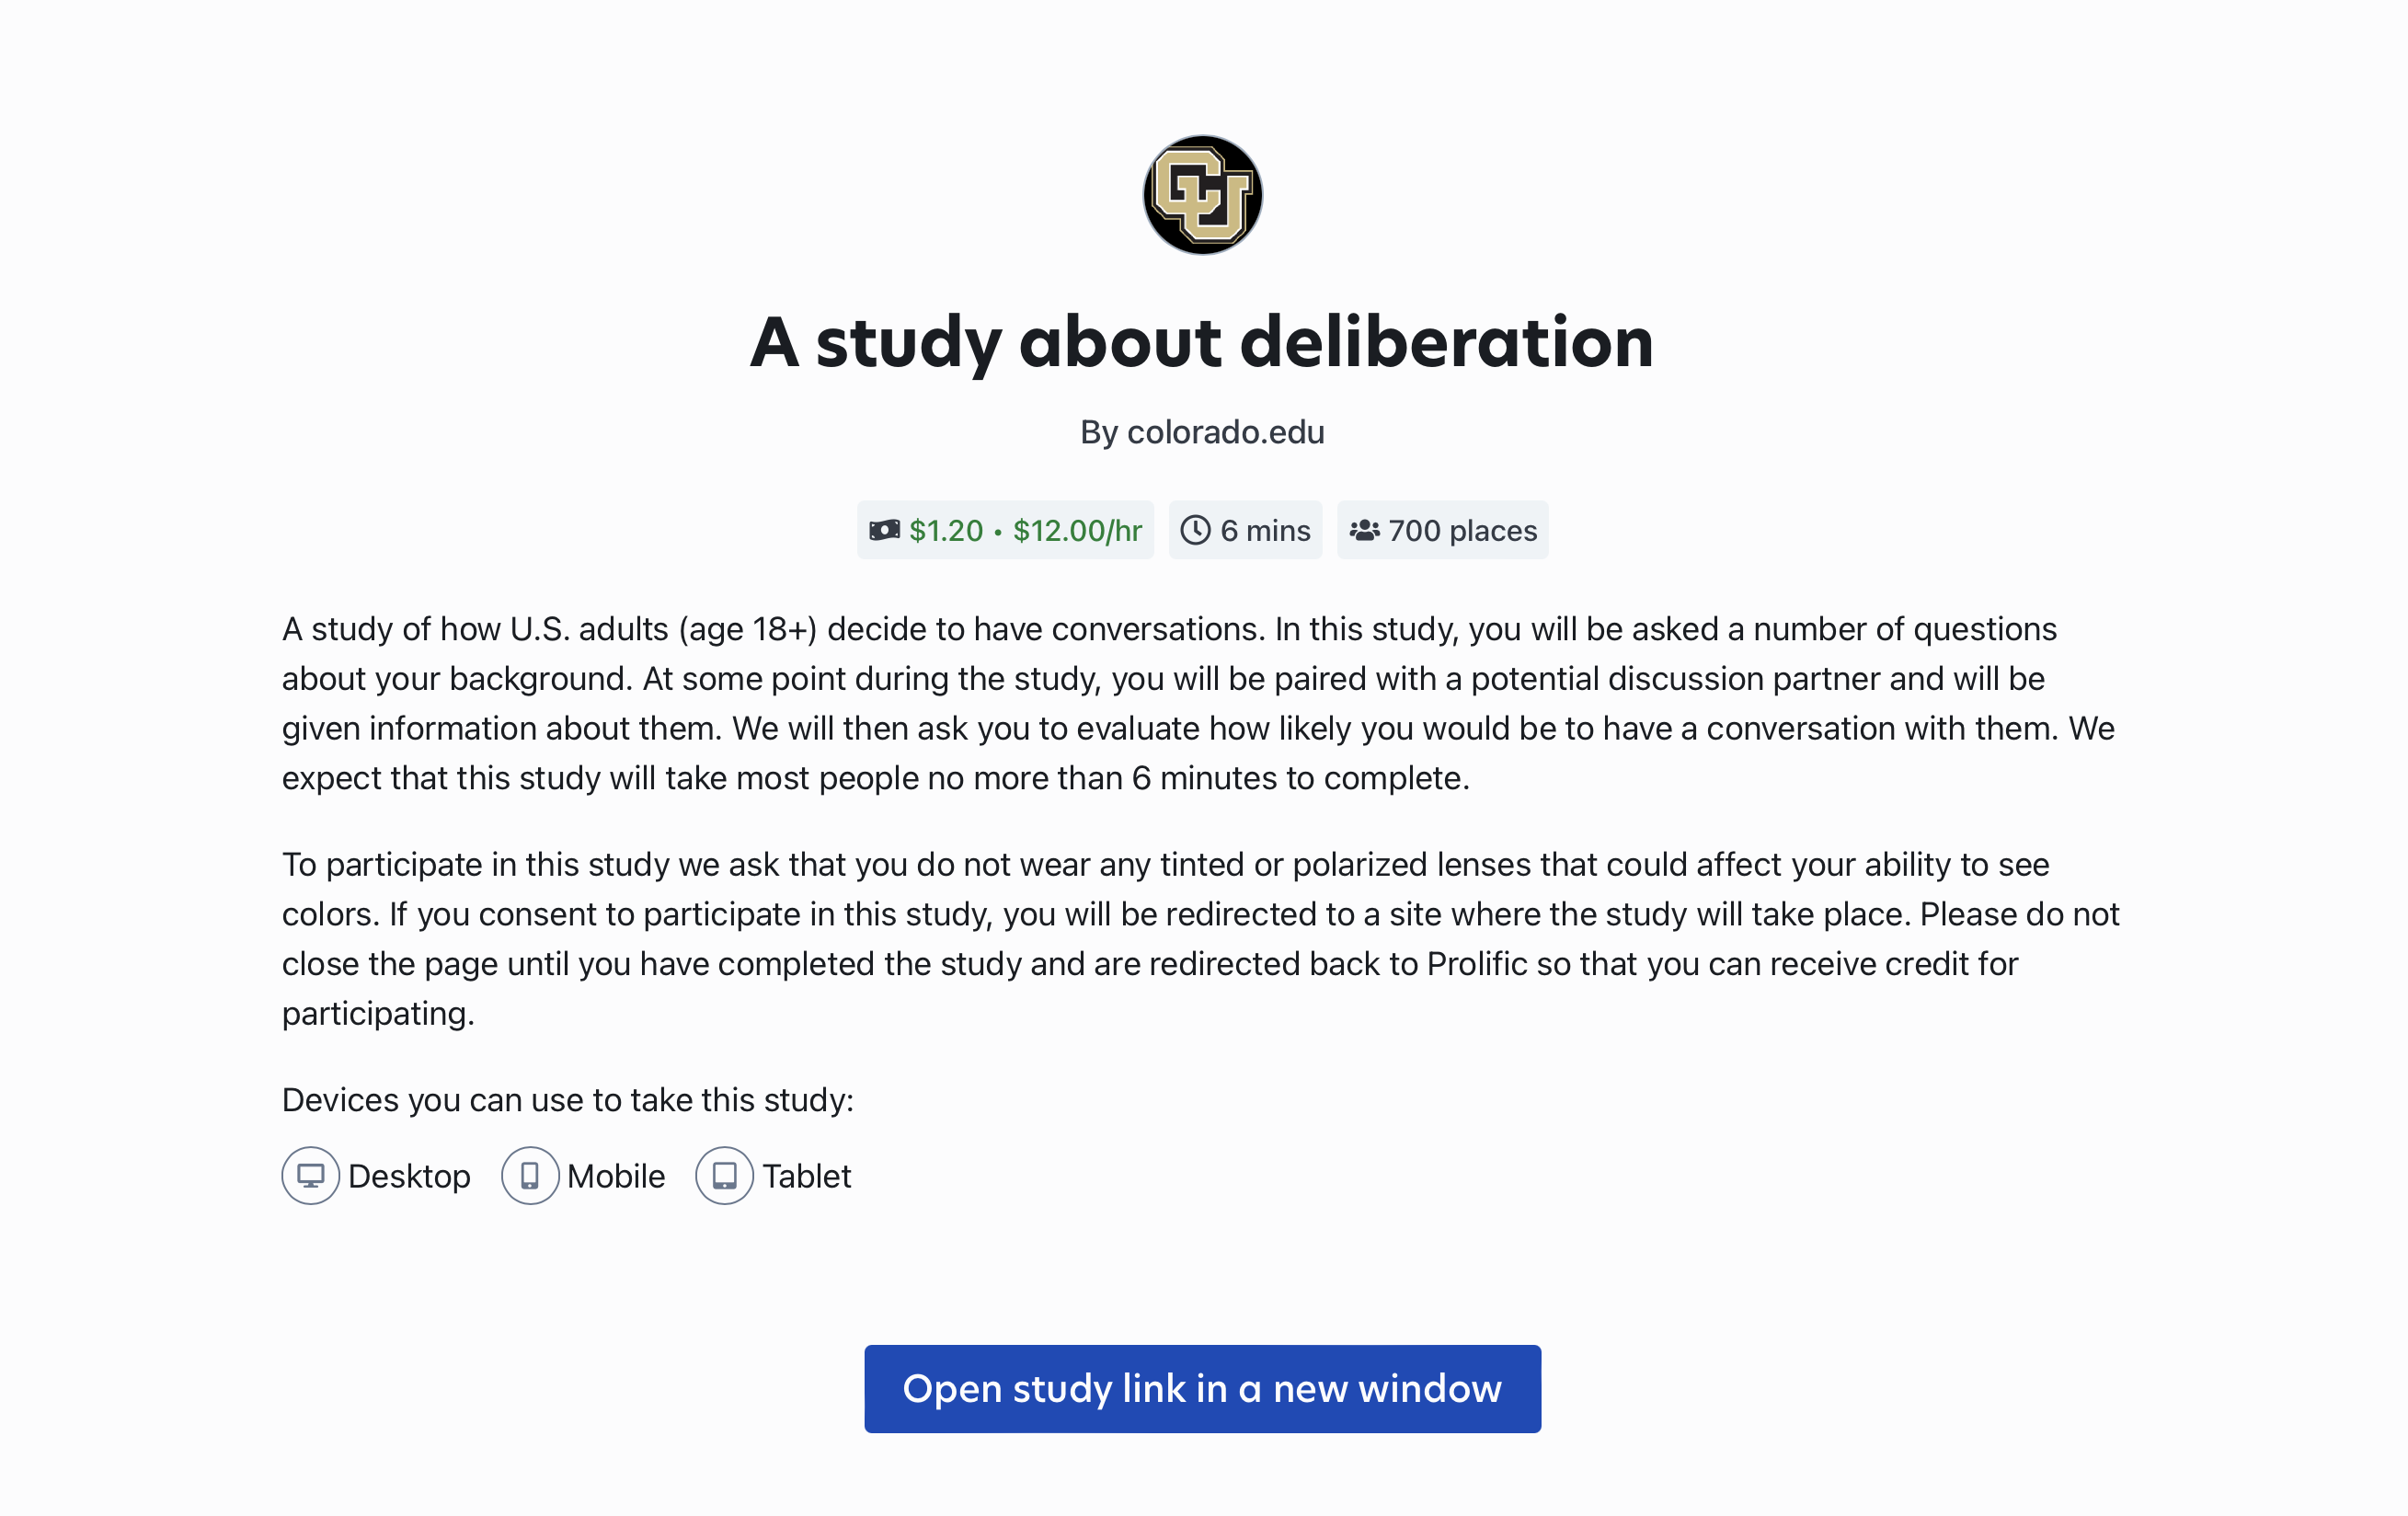 CU
A study about deliberation
By colorado.edu
$1.20 • $12.00/hr 6 mins 700 places
A study of how U.S. adults (age 18+) decide to have conversations. In this study, you will be asked a number of questions
about your background. At some point during the study, you will be paired with a potential discussion partner and will be
given information about them. We will then ask you to evaluate how likely you would be to have a conversation with them. We
expect that this study will take most people no more than 6 minutes to complete.
To participate in this study we ask that you do not wear any tinted or polarized lenses that could affect your ability to see
colors. If you consent to participate in this study, you will be redirected to a site where the study will take place. Please do not
close the page until you have completed the study and are redirected back to Prolific so that you can receive credit for
participating.
Devices you can use to take this study:
Desktop Mobile Tablet
Open study link in a new window